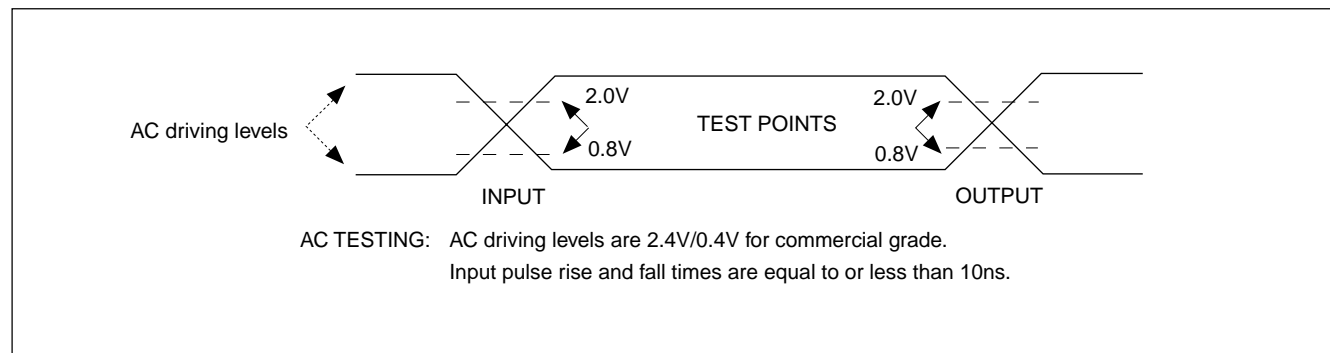 2.0V
2.0V
AC driving levels
TEST POINTS
0.8V
0.8V
INPUT
OUTPUT
AC TESTING: AC driving levels are 2.4V/0.4V for commercial grade.
Input pulse rise and fall times are equal to or less than 10ns.